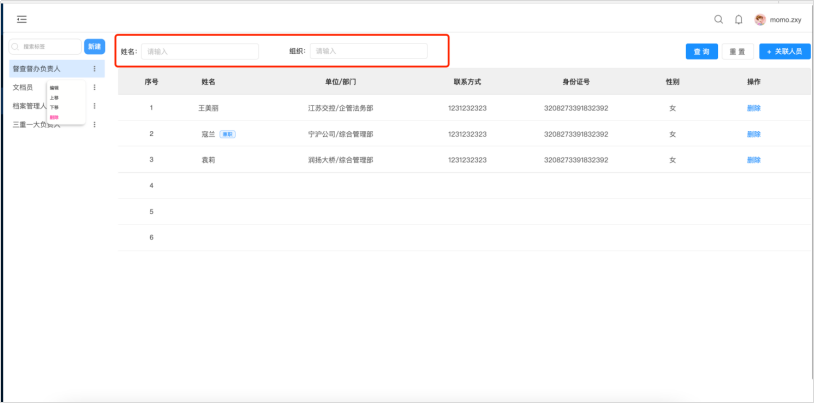 momo.zxy
搜索标签 新建
姓名: 请输入 组织: 请输入 查 询 重 置 + 关联人员
督查督办负责人
文档员
档案管理人
三重一大负责人
编辑
上移
下移
删除
序号 姓名 单位/部门 联系方式 身份证号 性别 操作
1 王美丽 江苏交控/企管法务部 1231232323 3208273391832392 女 删除
2 寇兰 兼职 宁沪公司/综合管理部 1231232323 3208273391832392 女 删除
3 袁莉 润扬大桥/综合管理部 1231232323 3208273391832392 女 删除
4
5
6